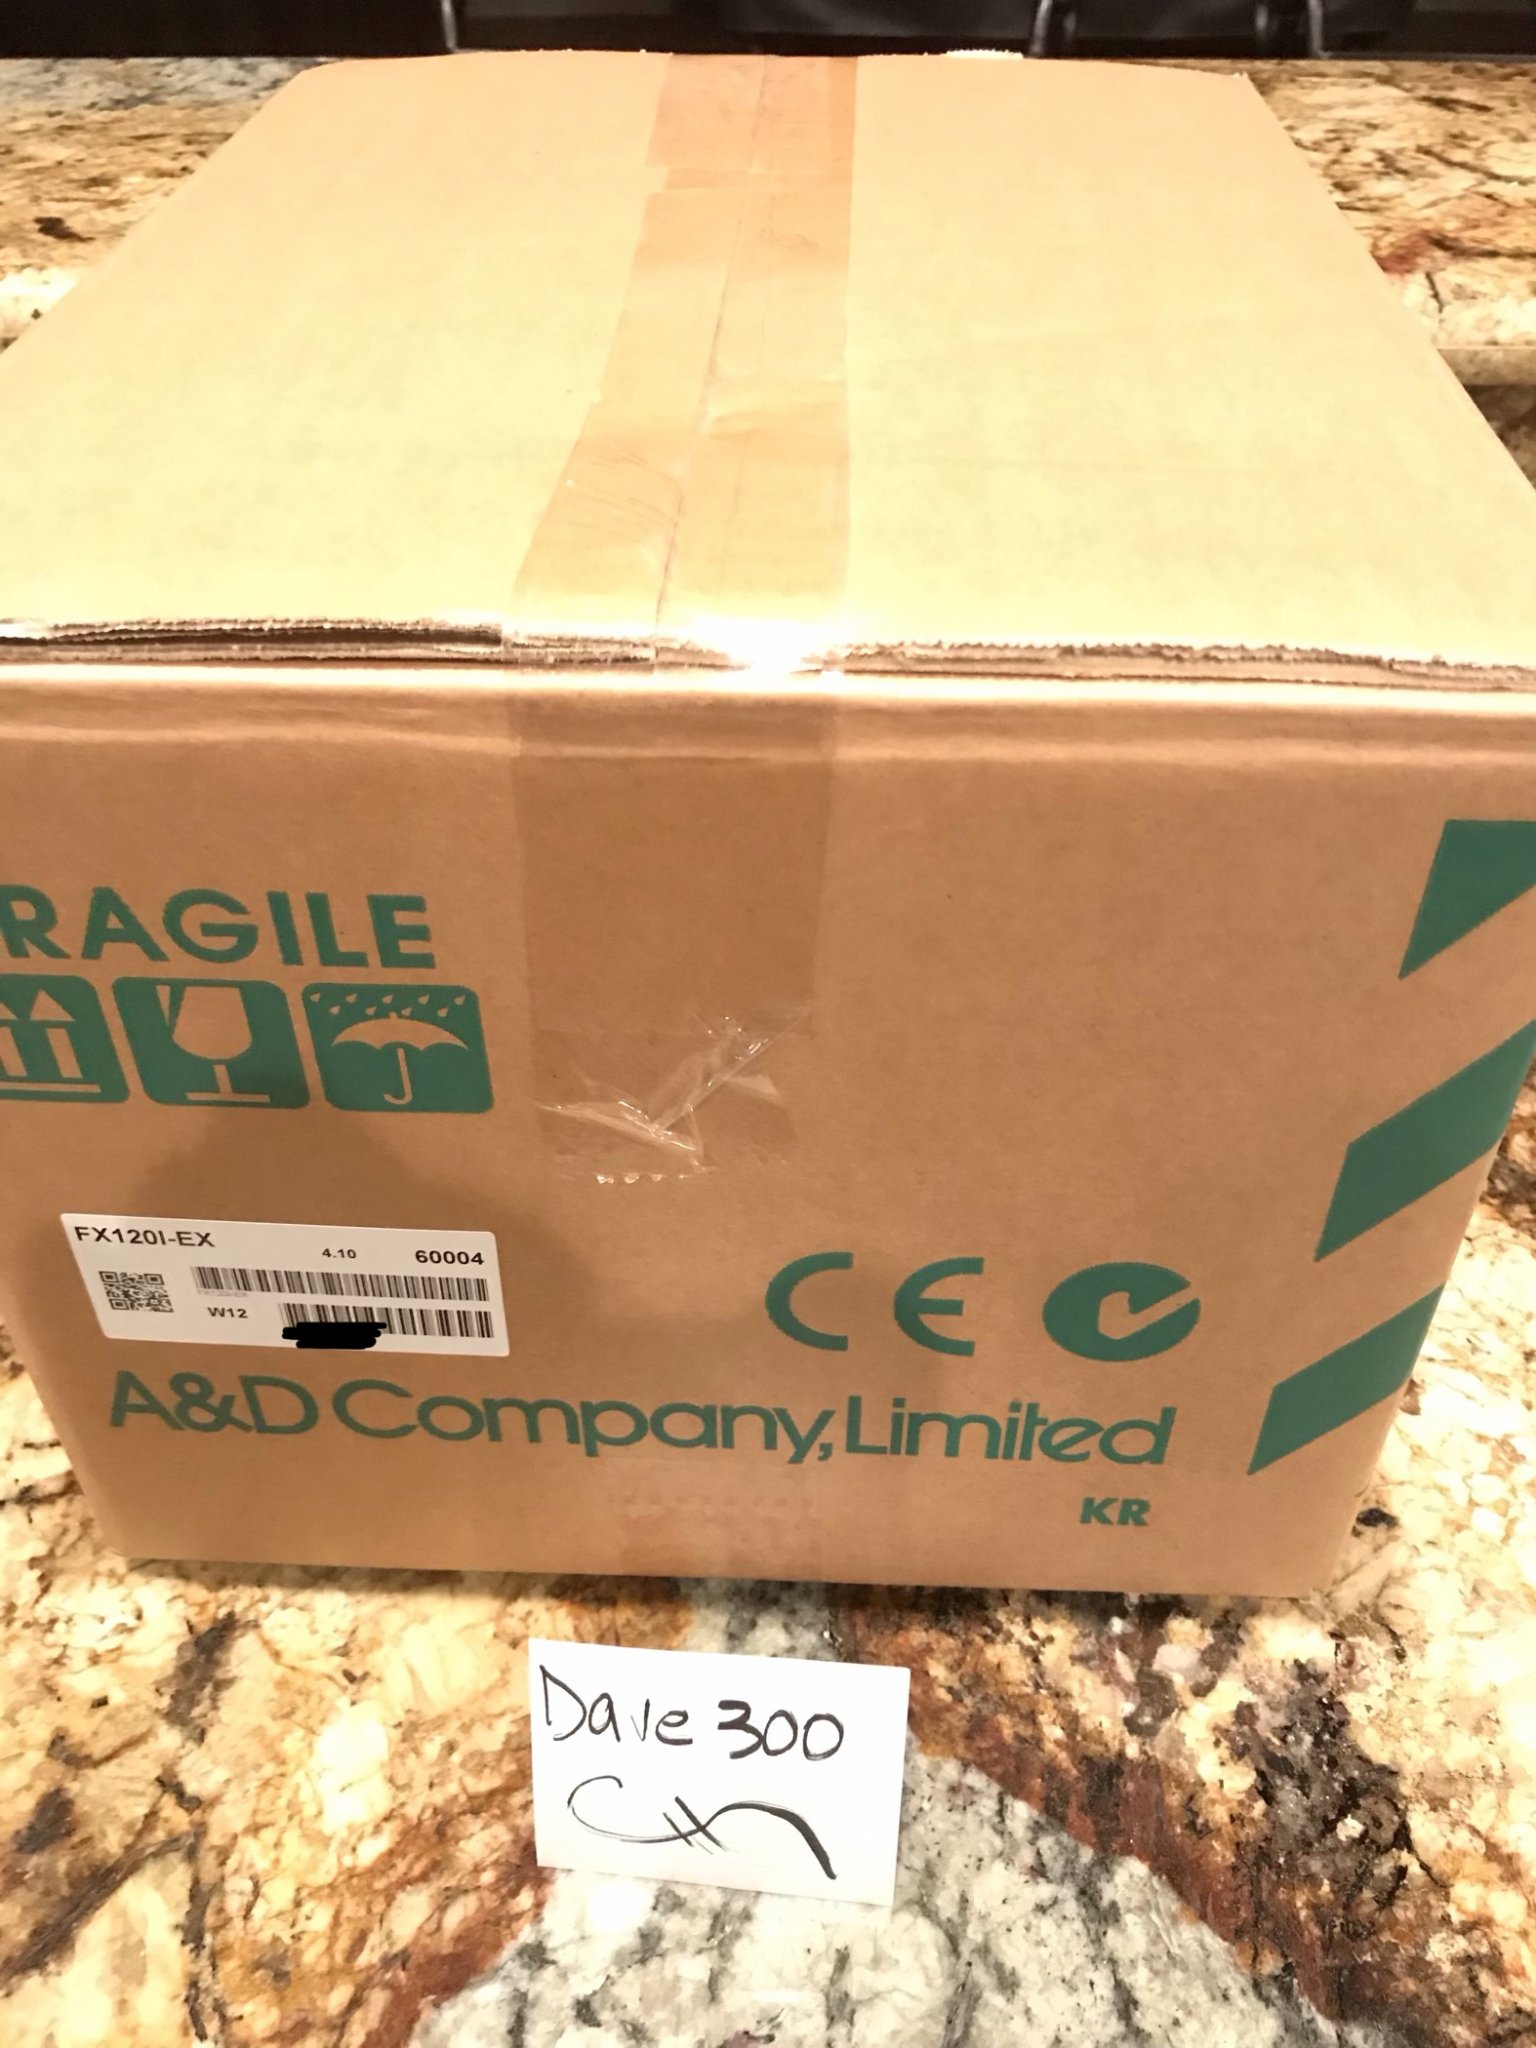 RAGILE
FX120I-EX
4.10 60004
W12
CE
A&D Company, Limited
KR
Dave 300